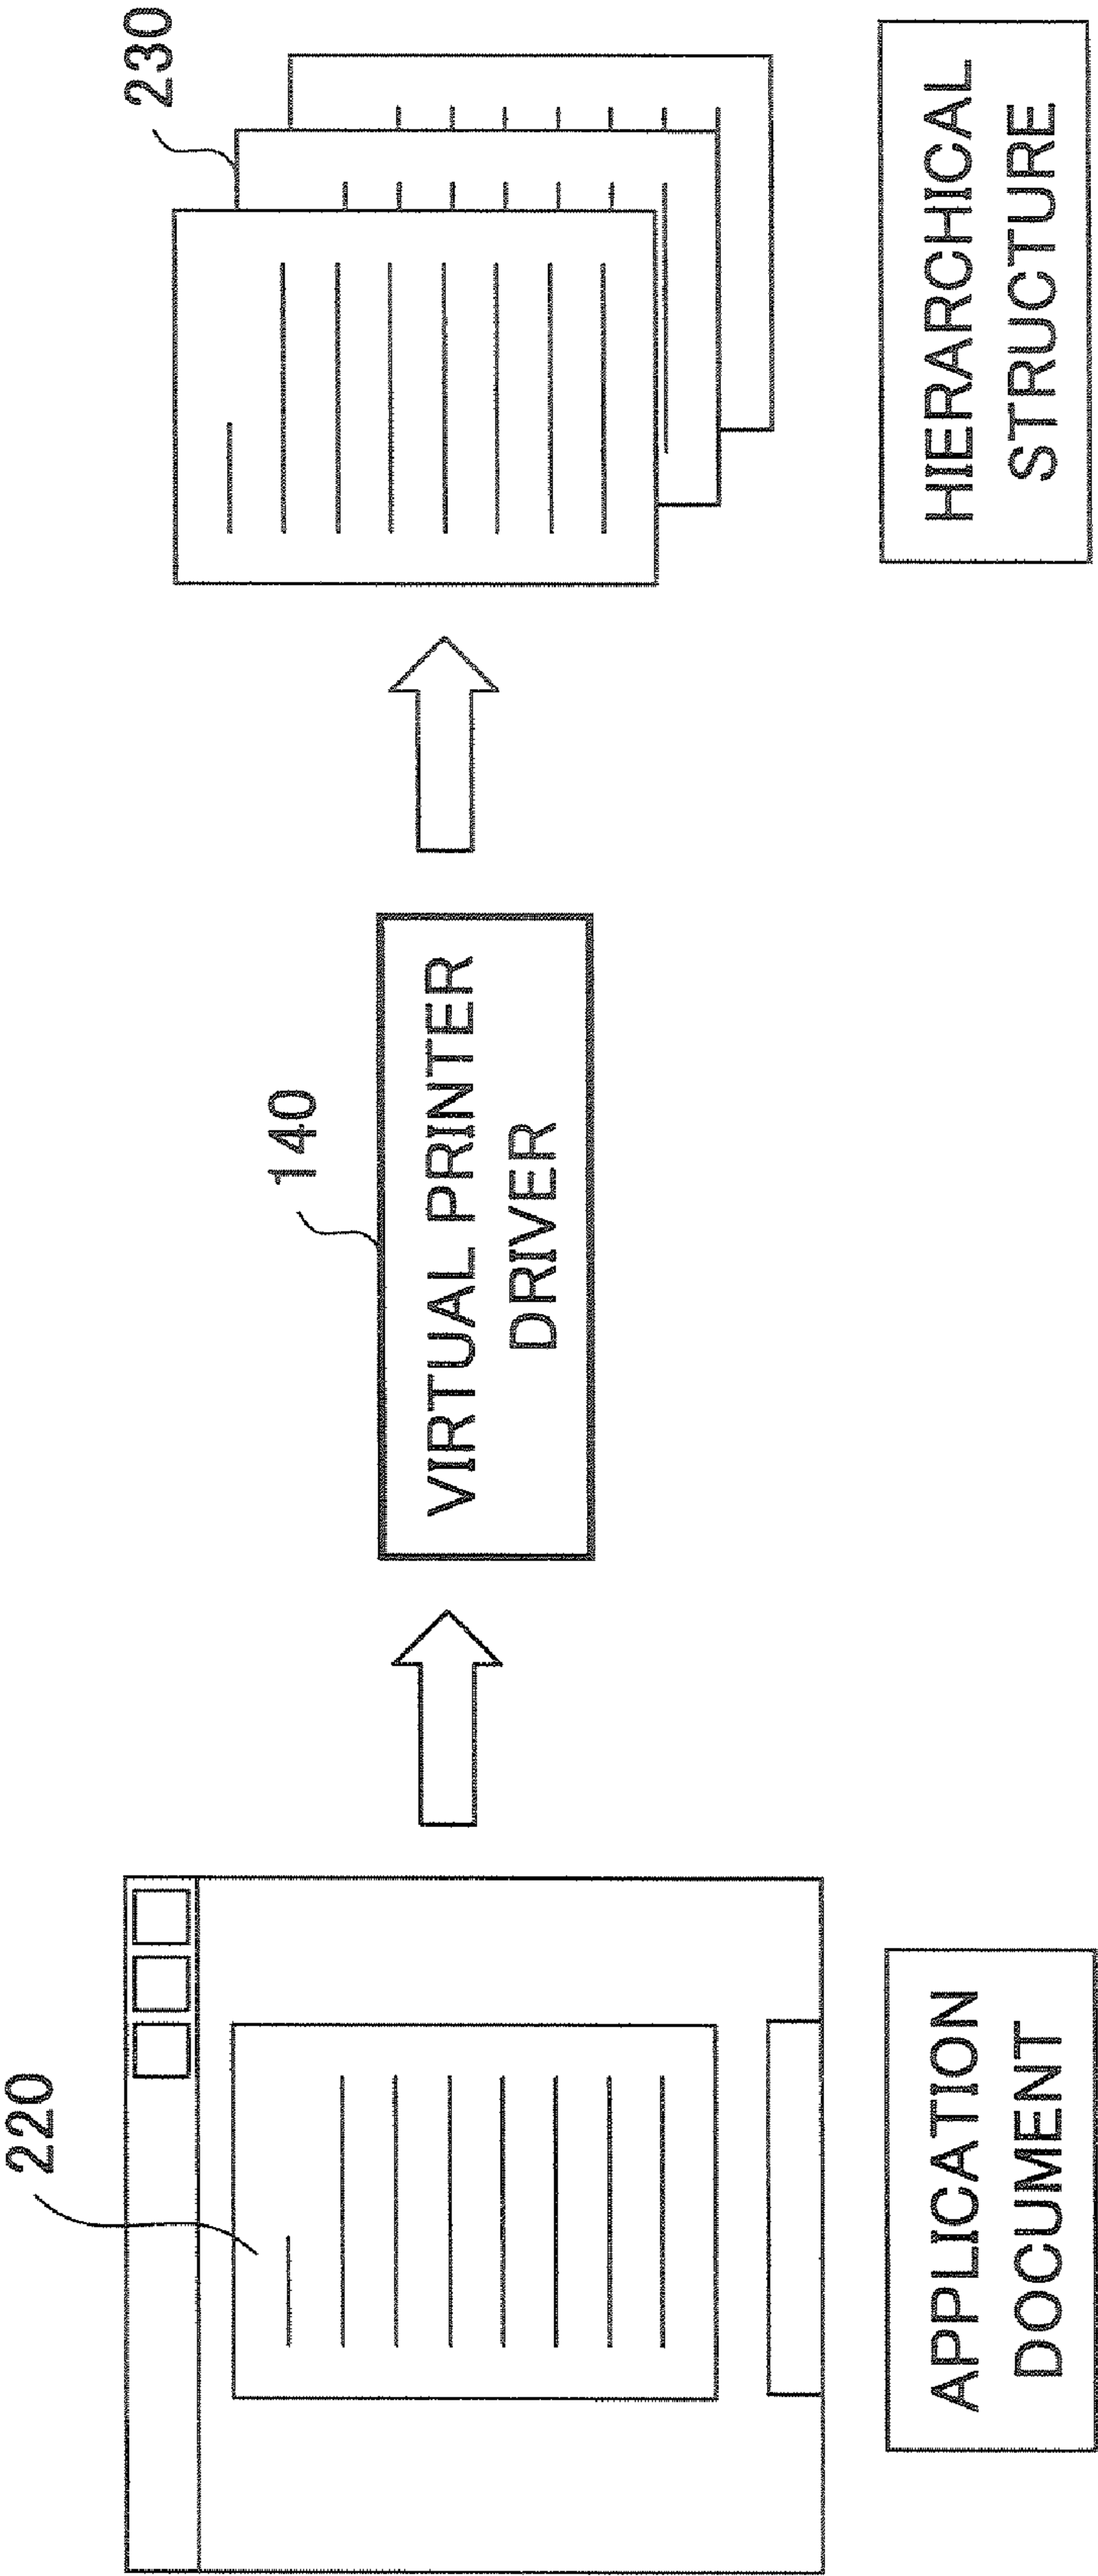 220
APPLICATION
DOCUMENT
140
VIRTUAL PRINTER
DRIVER
230
HIERARCHICAL
STRUCTURE